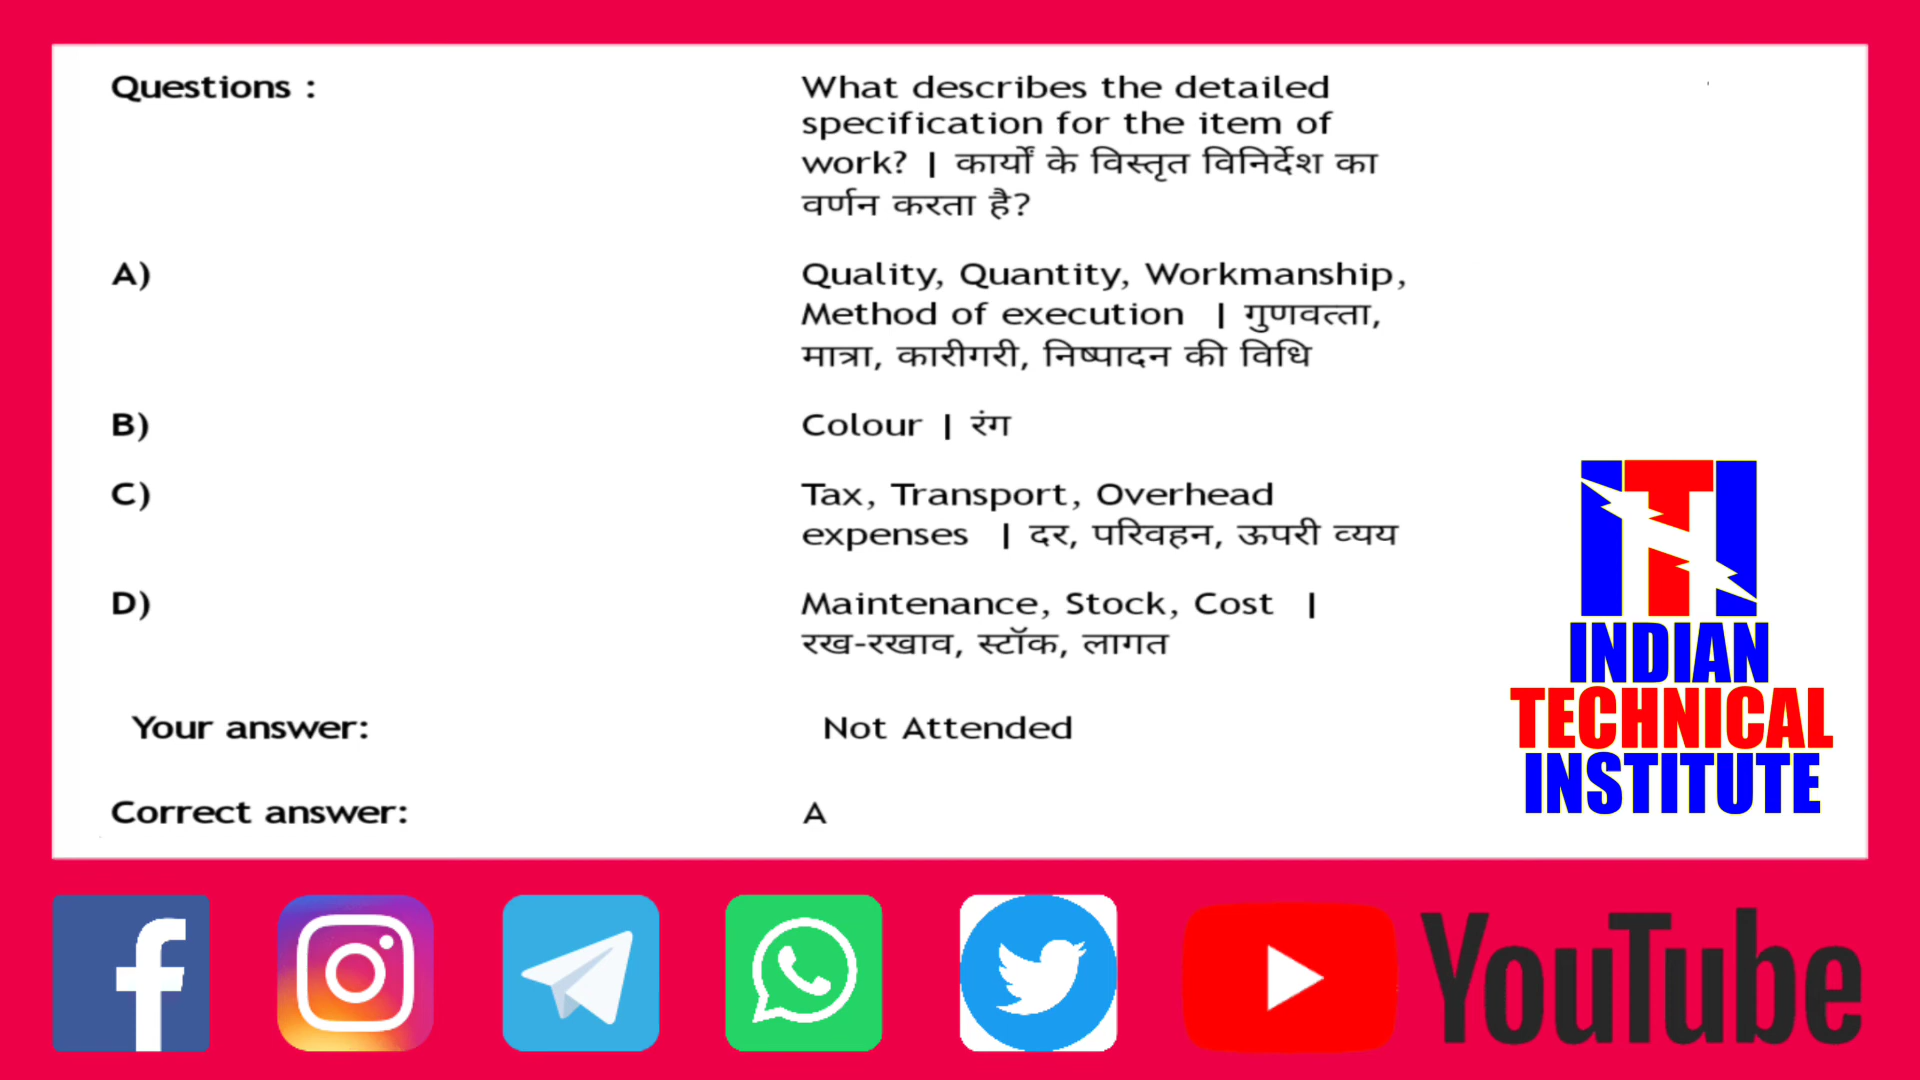 Questions :
What describes the detailed
specification for the item of
work? | कार्यों के विस्तृत विनिर्देश का
वर्णन करता है?
A)
Quality, Quantity, Workmanship,
Method of execution | गुणवत्ता,
मात्रा, कारीगरी, निष्पादन की विधि
B)
Colour | रंग
C)
Tax, Transport, Overhead
expenses | दर, परिवहन, ऊपरी व्यय
D)
Maintenance, Stock, Cost |
रख-रखाव, स्टॉक, लागत
Your answer:
Not Attended
Correct answer:
A
ITI
INDIAN
TECHNICAL
INSTITUTE
YouTube